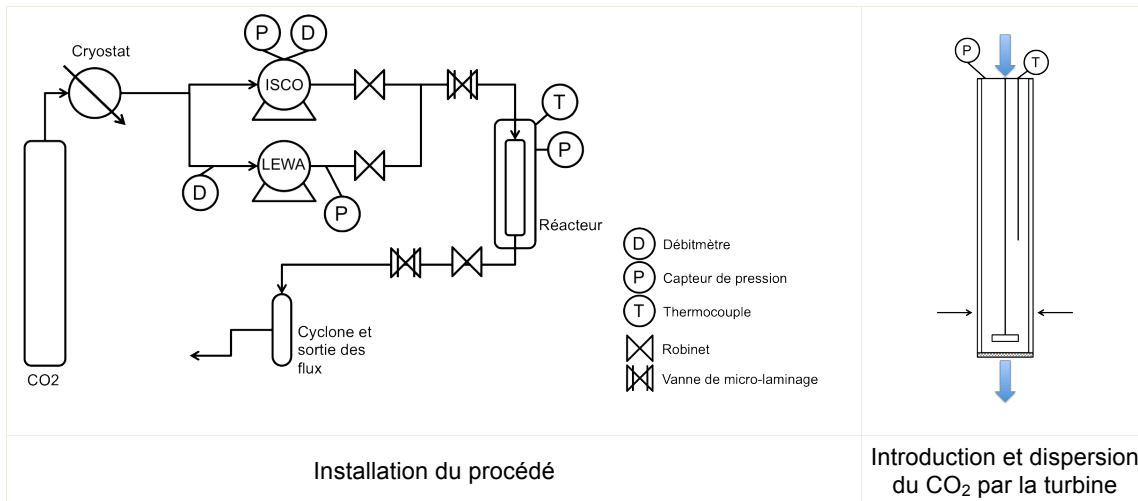 Cryostat
P
D
ISCO
LEWA
D
P
T
P
Réacteur
CO2
Cyclone et
sortie des
flux
D Débitmètre
P Capteur de pression
T Thermocouple
Robinet
Vanne de micro-laminage
P
T
Installation du procédé
Introduction et dispersion
du CO₂ par la turbine